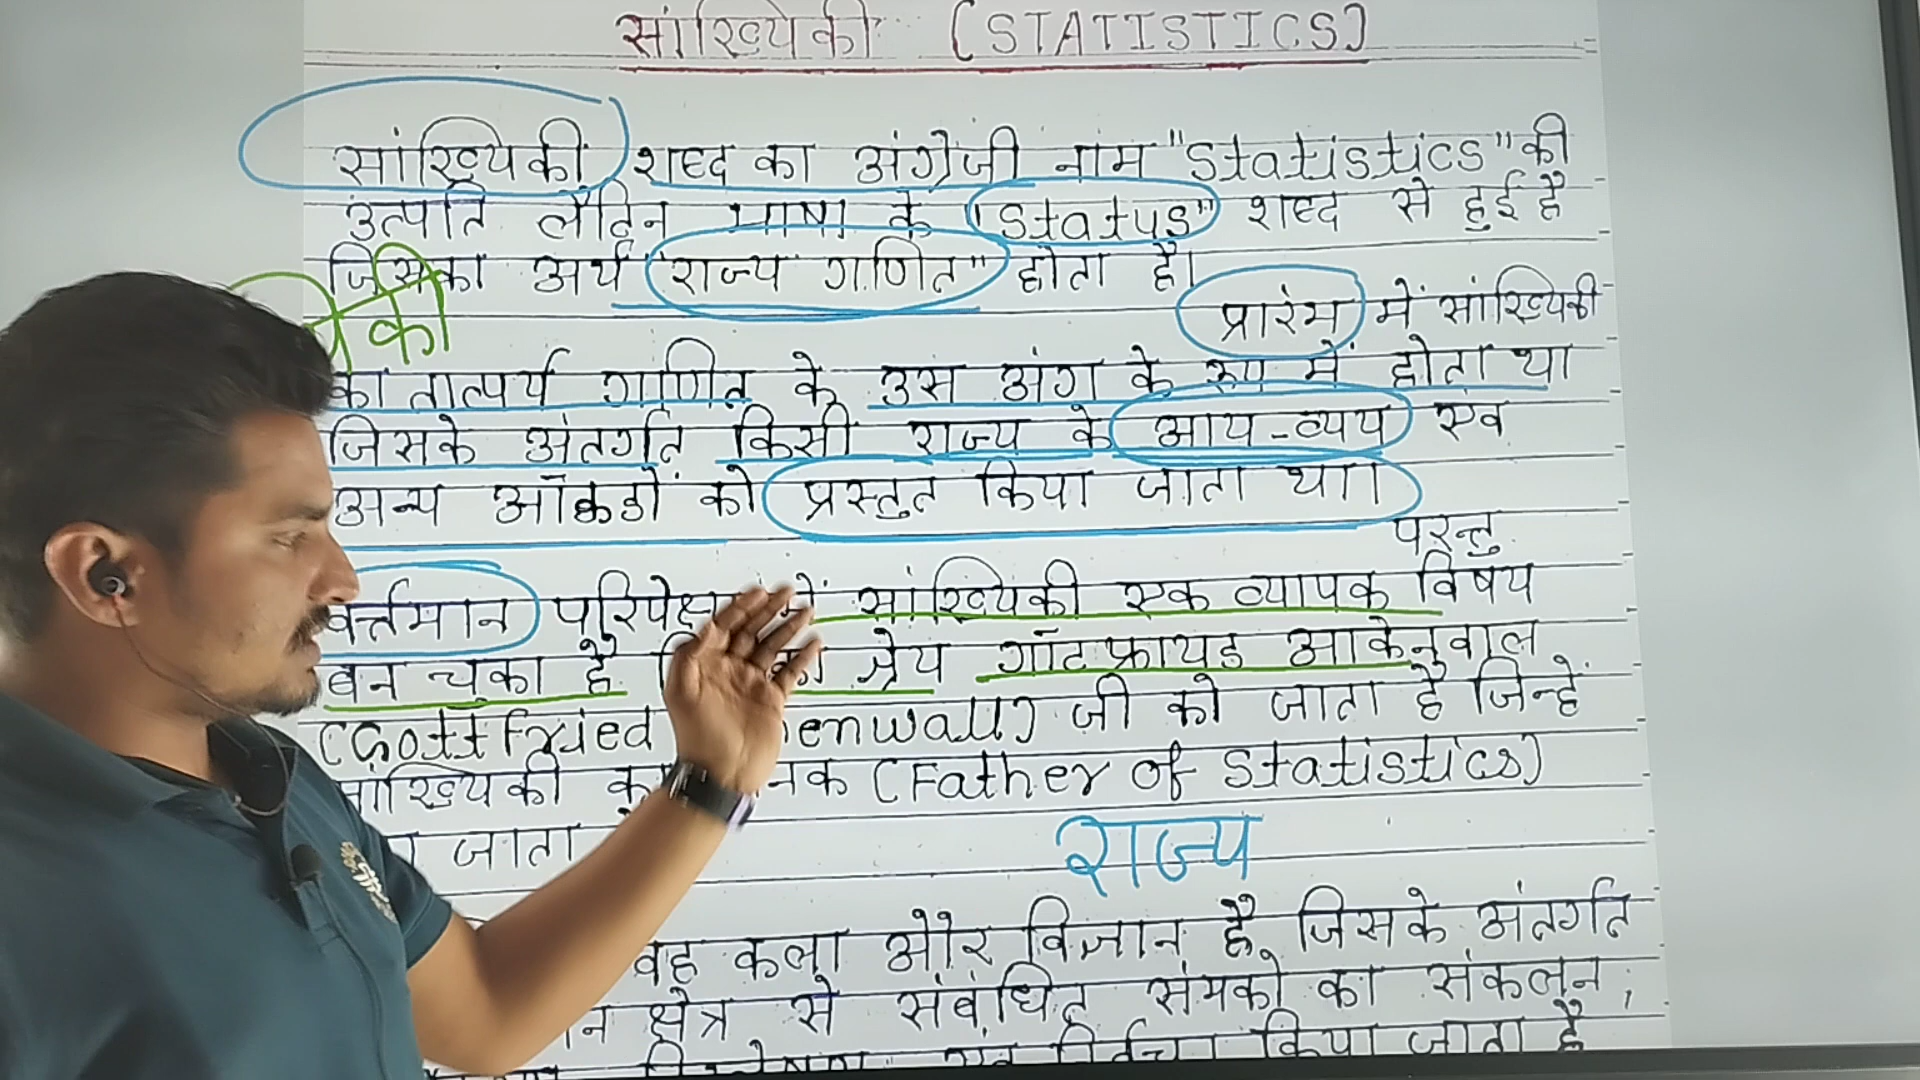 सांख्यिकी (STATISTICS)
सांख्यिकी शब्द का अंग्रेजी नाम "Statistics" की
उत्पति लैटिन भाषा के "Status" शब्द से हुई है
जिसका अर्थ "राज्य गणित" होता है।
की
प्रारंभ में सांख्यिकी
का तात्पर्य गणित के उस अंग के रूप में होता था
जिसके अंतर्गत किसी राज्य के आय-व्यय एवं
अन्य आँकडों को प्रस्तुत किया जाता था।
परन्तु
वर्त्तमान परिपेक्ष में सांख्यिकी एक व्यापक विषय
बन चूका है का श्रेय गॉटफ्रायड आकेनवाल
(Gottfried enwall) जी को जाता है जिन्हें
सांख्यिकी नक (Father of Statistics)
जाता
राज्य
वह कला और विज्ञान है, जिसके अंतर्गत
क्षेत्र से संबंधित संमकों का संकलन,
किया जाता है